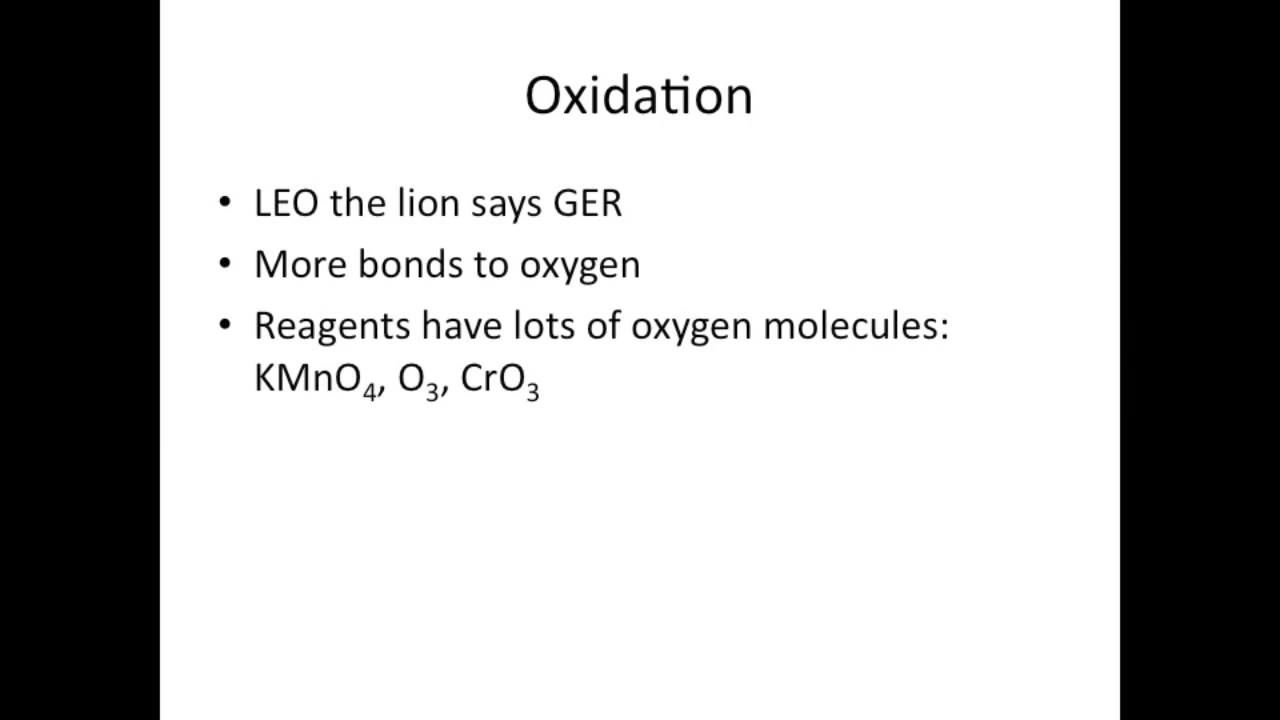 Oxidation
• LEO the lion says GER
• More bonds to oxygen
• Reagents have lots of oxygen molecules:
KMnO₄, O₃, CrO₃